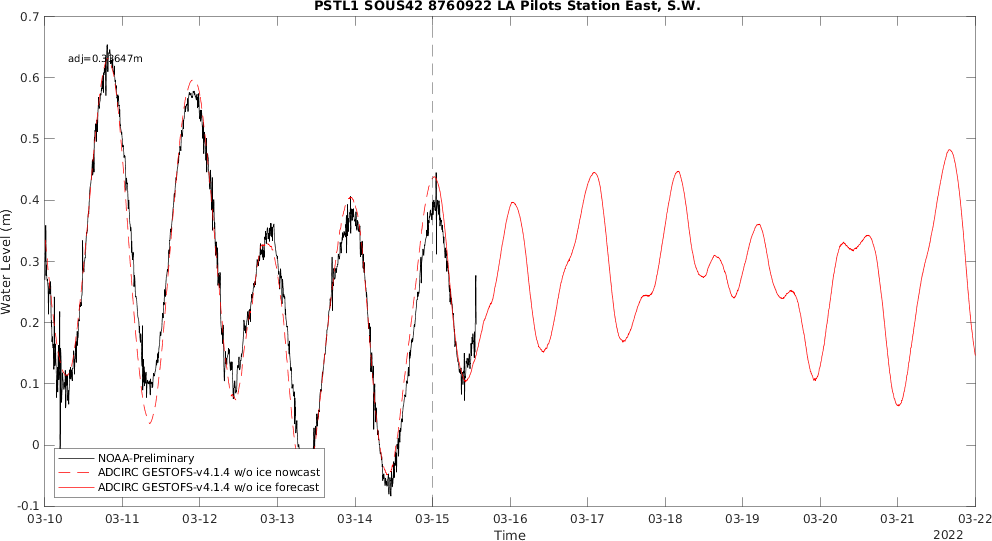 PSTL1 SOUS42 8760922 LA Pilots Station East, S.W.
Water Level (m)
0.7
0.6
0.5
0.4
0.3
0.2
0.1
0
-0.1
NOAA-Preliminary
ADCIRC GESTOFS-v4.1.4 w/o ice nowcast
ADCIRC GESTOFS-v4.1.4 w/o ice forecast
03-10 03-11 03-12 03-13 03-14 03-15 03-16 03-17 03-18 03-19 03-20 03-21 03-22
Time
2022